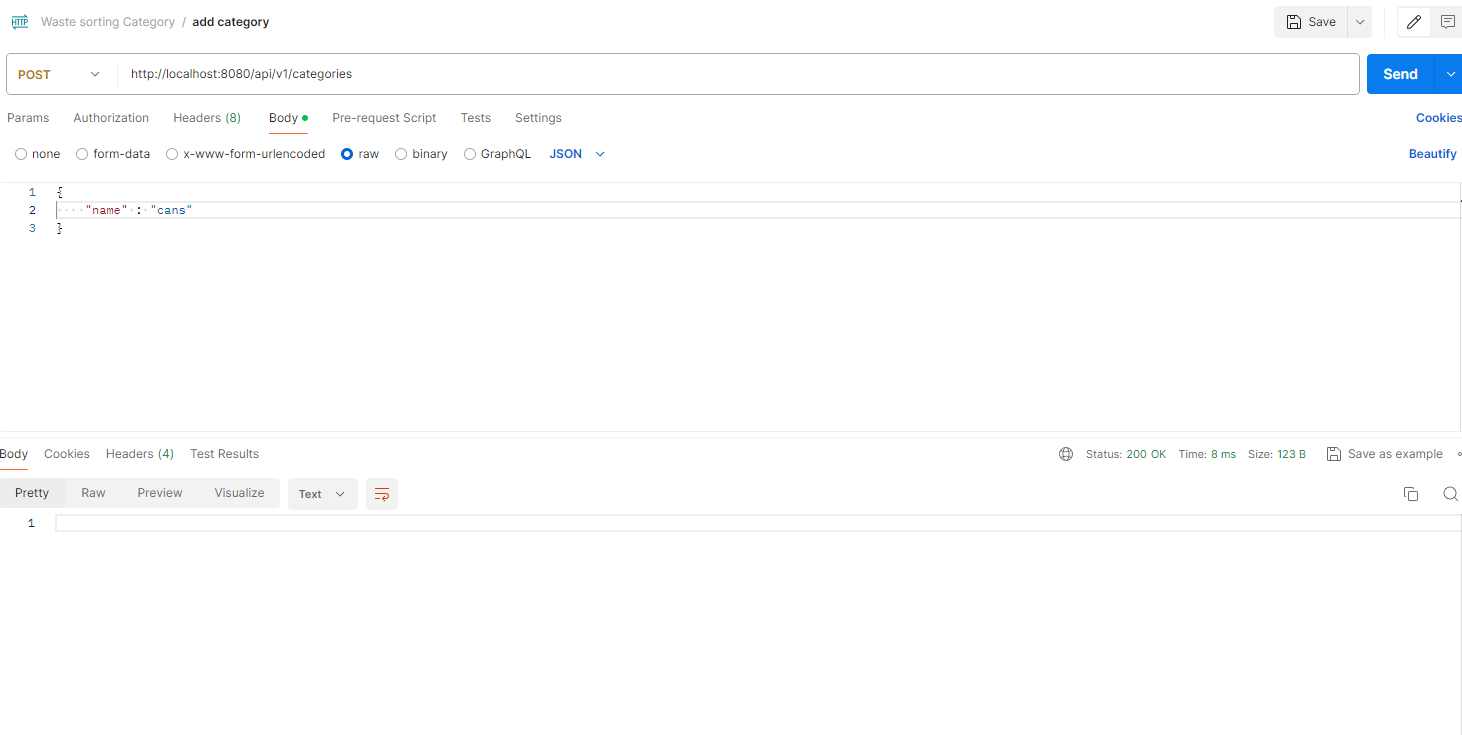 HTTP Waste sorting Category / add category Save
POST http://localhost:8080/api/v1/categories Send
Params Authorization Headers (8) Body Pre-request Script Tests Settings Cookies
none form-data x-www-form-urlencoded raw binary GraphQL JSON Beautify
1 {
2 "name" : "cans"
3 }
Body Cookies Headers (4) Test Results Status: 200 OK Time: 8 ms Size: 123 B Save as example
Pretty Raw Preview Visualize Text
1